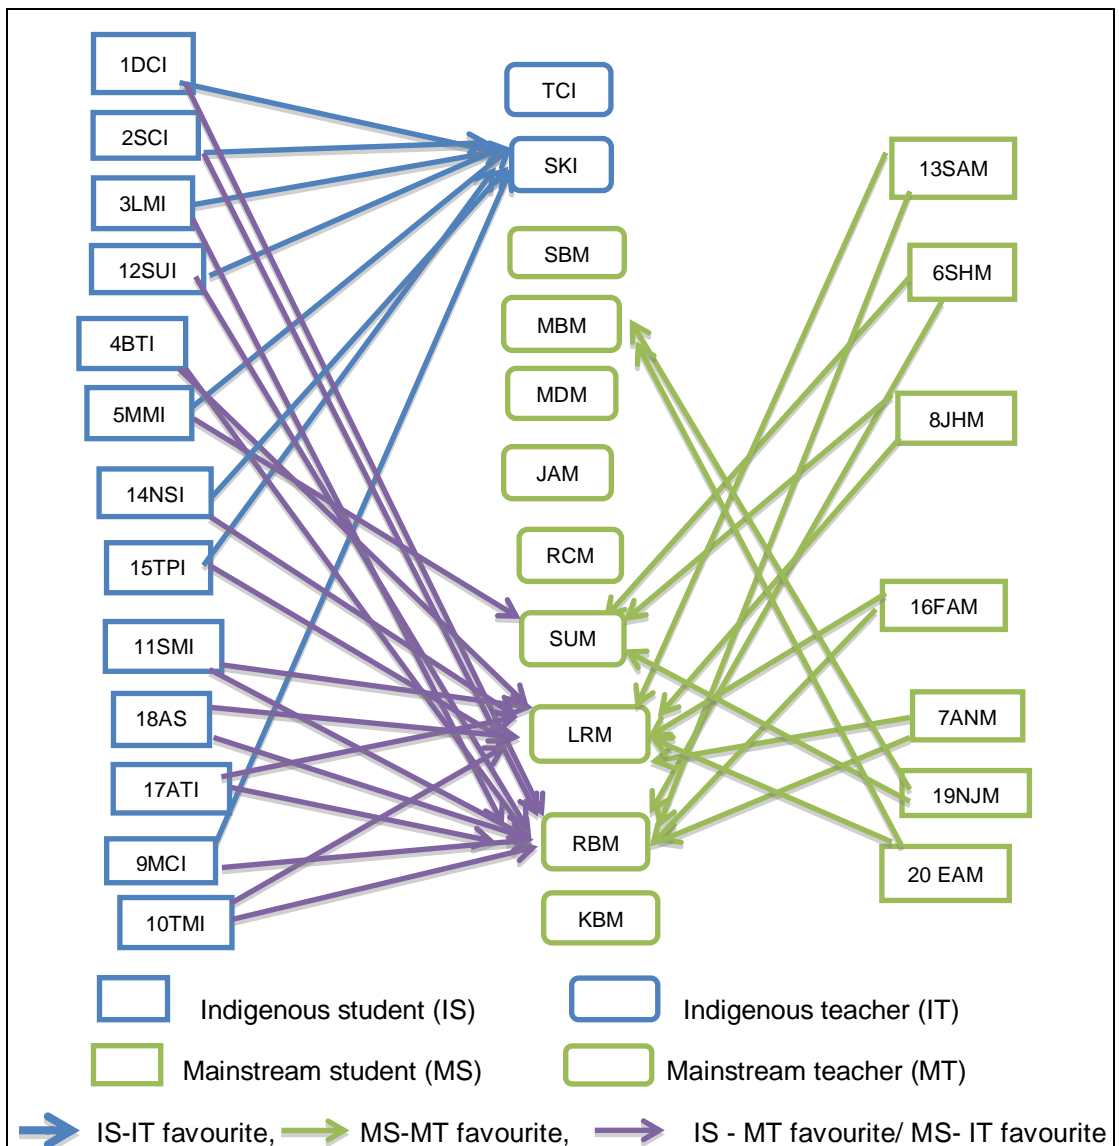 1DCI
2SCI
3LMI
12SUI
4BTI
5MMI
14NSI
15TPI
11SMI
18AS
17ATI
9MCI
10TMI
TCI
SKI
SBM
MBM
MDM
JAM
RCM
SUM
LRM
RBM
KBM
13SAM
6SHM
8JHM
16FAM
7ANM
19NJM
20 EAM
Indigenous student (IS)
Indigenous teacher (IT)
Mainstream student (MS)
Mainstream teacher (MT)
IS-IT favourite, MS-MT favourite, IS - MT favourite/ MS- IT favourite